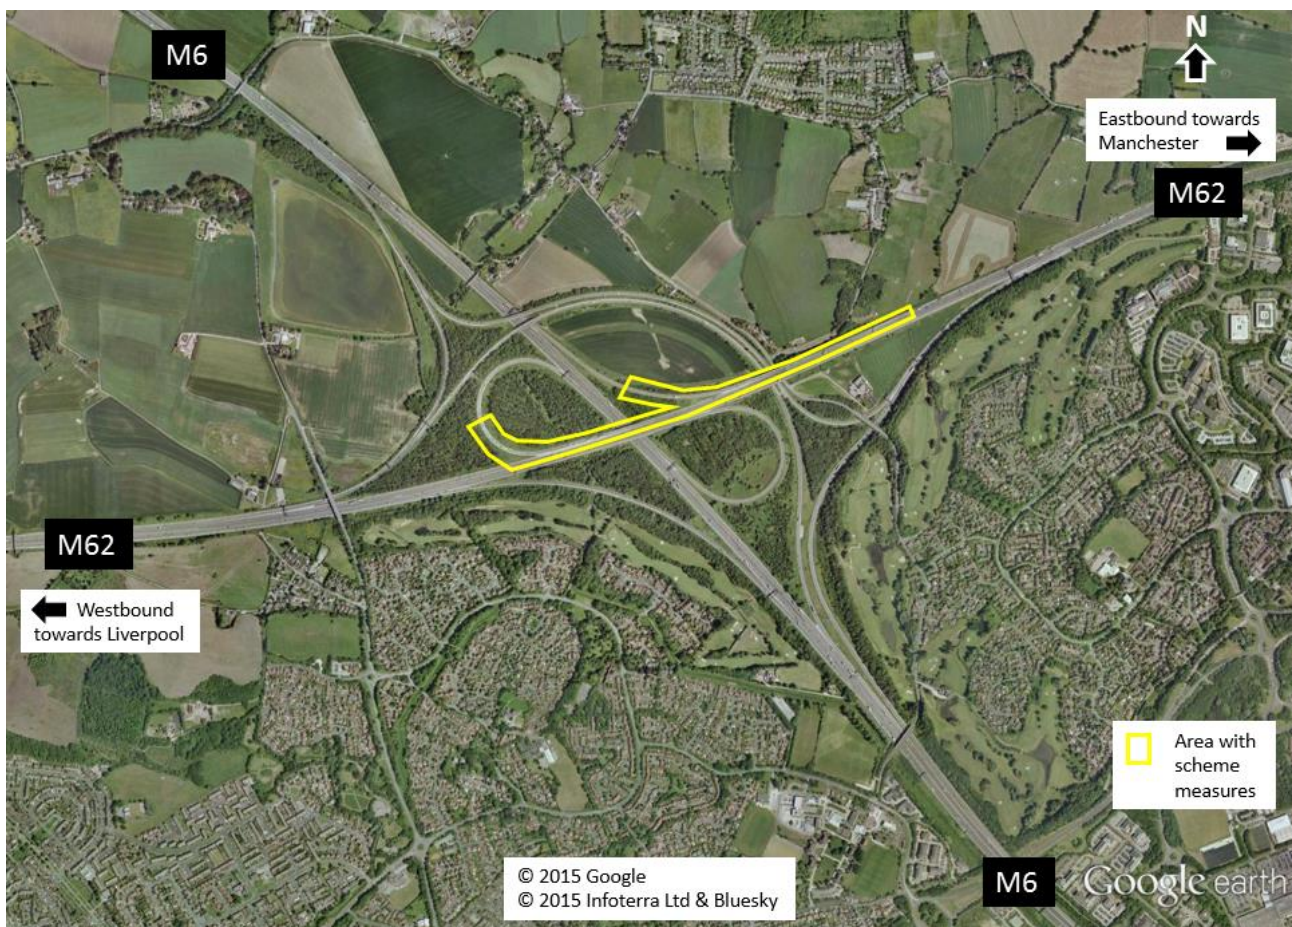 M6
N
Eastbound towards
Manchester
M62
M62
Westbound
towards Liverpool
Area with
scheme
measures
© 2015 Google
© 2015 Infoterra Ltd & Bluesky
M6
Google earth